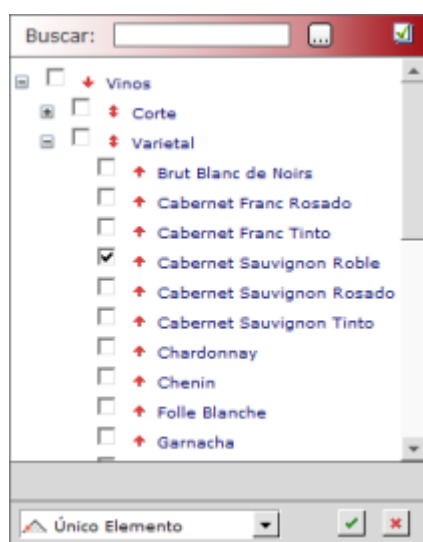 Buscar:
...
Vinos
Corte
Varietal
Brut Blanc de Noirs
Cabernet Franc Rosado
Cabernet Franc Tinto
Cabernet Sauvignon Roble
Cabernet Sauvignon Rosado
Cabernet Sauvignon Tinto
Chardonnay
Chenin
Folle Blanche
Garnacha
Único Elemento